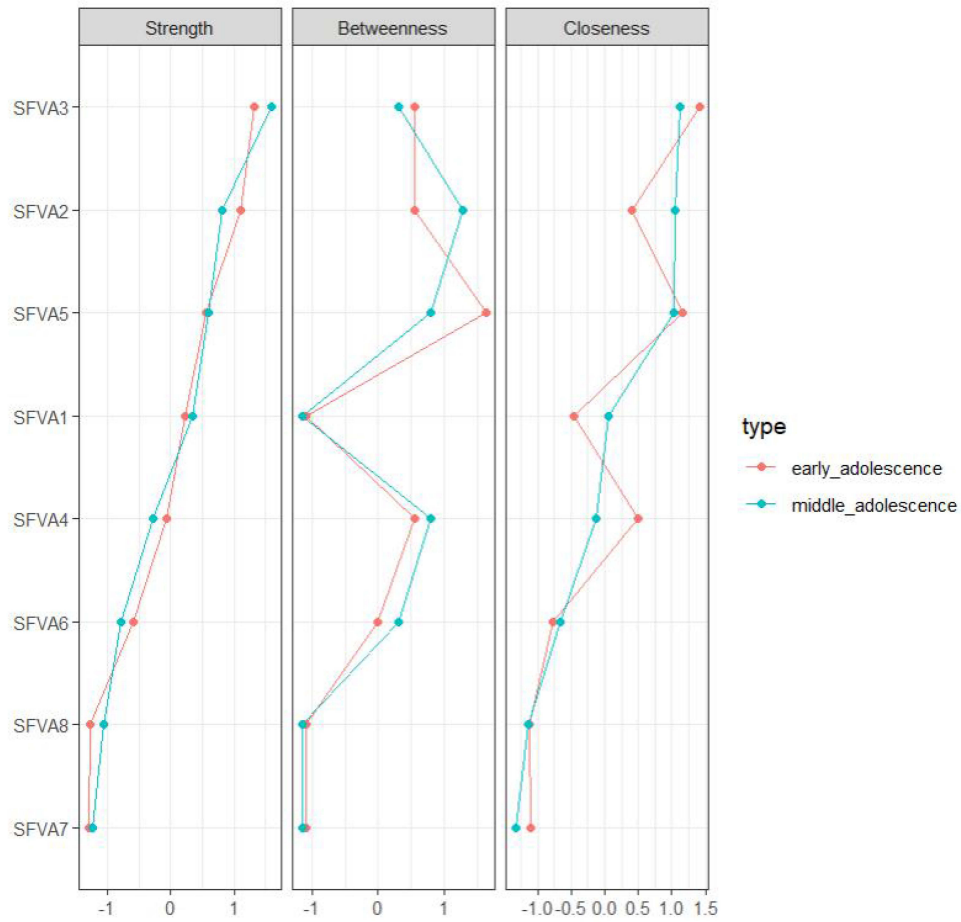 Strength Betweenness Closeness
SFVA3
SFVA2
SFVA5
SFVA1
SFVA4
SFVA6
SFVA8
SFVA7
type
early_adolescence
middle_adolescence
-1 0 1 -1 0 1 -1.0 -0.5 0.0 0.5 1.0 1.5